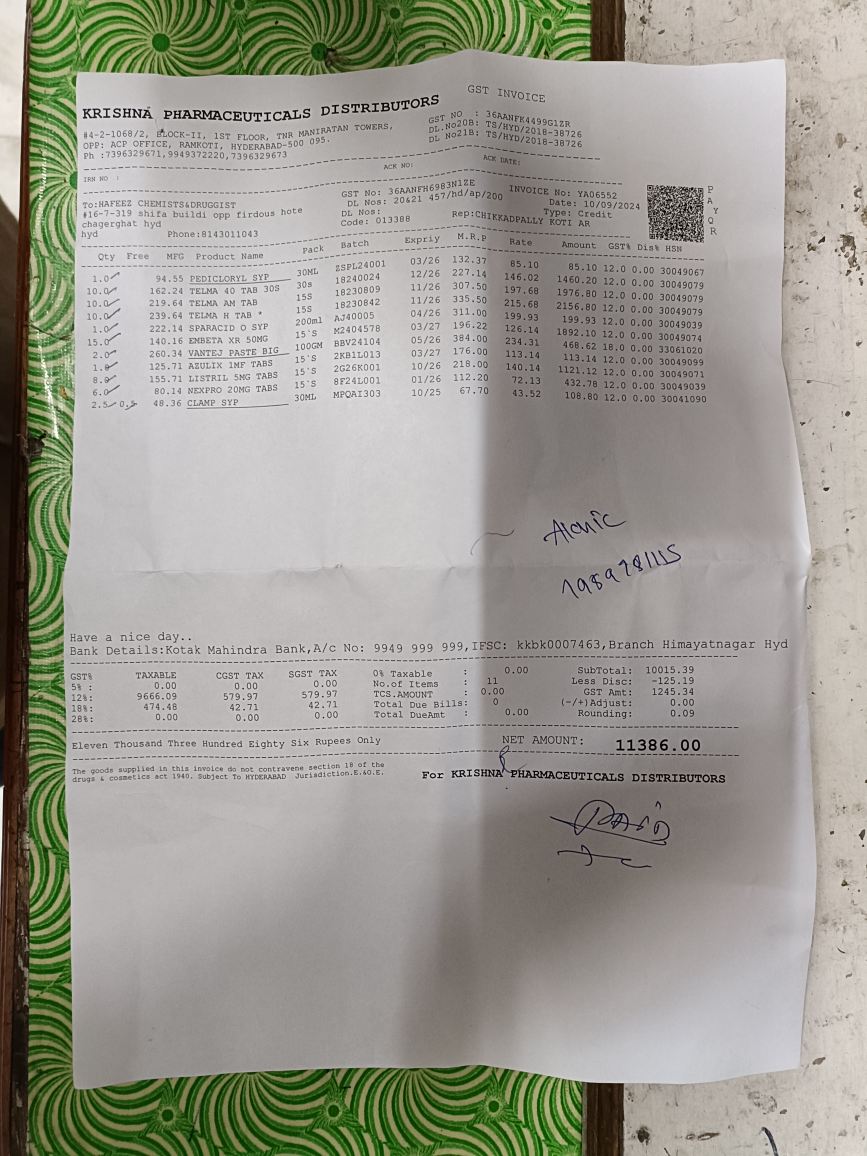 GST INVOICE
KRISHNA PHARMACEUTICALS DISTRIBUTORS
#4-2-1068/2, BLOCK-II, 1ST FLOOR, TNR MANIRATAN TOWERS,
OPP: ACP OFFICE, RAMKOTI, HYDERABAD-500 095.
Ph :7396329671,9949372220,7396329673
GST NO : 36AANFK4499G1ZR
DL.No20B: TS/HYD/2018-38726
DL No21B: TS/HYD/2018-38726
IRN NO : ACK NO: ACK DATE:
To:HAFEEZ CHEMISTS&DRUGGIST
#16-7-319 shifa buildi opp firdous hote
chagerghat hyd
hyd Phone:8143011043
GST No: 36AANFH6983N1ZE
DL Nos: 20&21 457/hd/ap/200
DL Nos:
Code: 013388
INVOICE No: YA06552
Date: 10/09/2024
Type: Credit
Rep:CHIKKADPALLY KOTI AR
P
A
Y
Q
R
Qty Free MFG Product Name Pack Batch Expriy M.R.P Rate Amount GST% Dis% HSN
1.0 94.55 PEDICLORYL SYP 30ML ZSPL24001 03/26 132.37 85.10 85.10 12.0 0.00 30049067
10.0 162.24 TELMA 40 TAB 30S 30s 18240024 12/26 227.14 146.02 1460.20 12.0 0.00 30049079
10.0 219.64 TELMA AM TAB 15S 18230809 11/26 307.50 197.68 1976.80 12.0 0.00 30049079
10.0 239.64 TELMA H TAB * 15S 18230842 11/26 335.50 215.68 2156.80 12.0 0.00 30049079
1.0 222.14 SPARACID O SYP 200ml AJ40005 04/26 311.00 199.93 199.93 12.0 0.00 30049039
15.0 140.16 EMBETA XR 50MG 15`S M2404578 03/27 196.22 126.14 1892.10 12.0 0.00 30049074
2.0 260.34 VANTEJ PASTE BIG 100GM BBV24104 05/26 384.00 234.31 468.62 18.0 0.00 33061020
1.0 125.71 AZULIX 1MF TABS 15`S 2KB1L013 03/27 176.00 113.14 113.14 12.0 0.00 30049099
8.0 155.71 LISTRIL 5MG TABS 15`S 2G26K001 10/26 218.00 140.14 1121.12 12.0 0.00 30049071
6.0 80.14 NEXPRO 20MG TABS 15`S 8F24L001 01/26 112.20 72.13 432.78 12.0 0.00 30049039
2.5 0.5 48.36 CLAMP SYP 30ML MPQAI303 10/25 67.70 43.52 108.80 12.0 0.00 30041090
Have a nice day..
Bank Details:Kotak Mahindra Bank,A/c No: 9949 999 999,IFSC: kkbk0007463,Branch Himayatnagar Hyd
GST% TAXABLE CGST TAX SGST TAX
5% : 0.00 0.00 0.00
12%: 9666.09 579.97 579.97
18%: 474.48 42.71 42.71
28%: 0.00 0.00 0.00
0% Taxable : 0.00
No.of Items : 11
TCS.AMOUNT : 0.00
Total Due Bills: 0
Total DueAmt : 0.00
SubTotal: 10015.39
Less Disc: -125.19
GST Amt: 1245.34
(-/+)Adjust: 0.00
Rounding: 0.09
Eleven Thousand Three Hundred Eighty Six Rupees Only
NET AMOUNT: 11386.00
The goods supplied in this invoice do not contravene section 18 of the
drugs & cosmetics act 1940. Subject To HYDERABAD Jurisdiction.E.&O.E.
For KRISHNA PHARMACEUTICALS DISTRIBUTORS